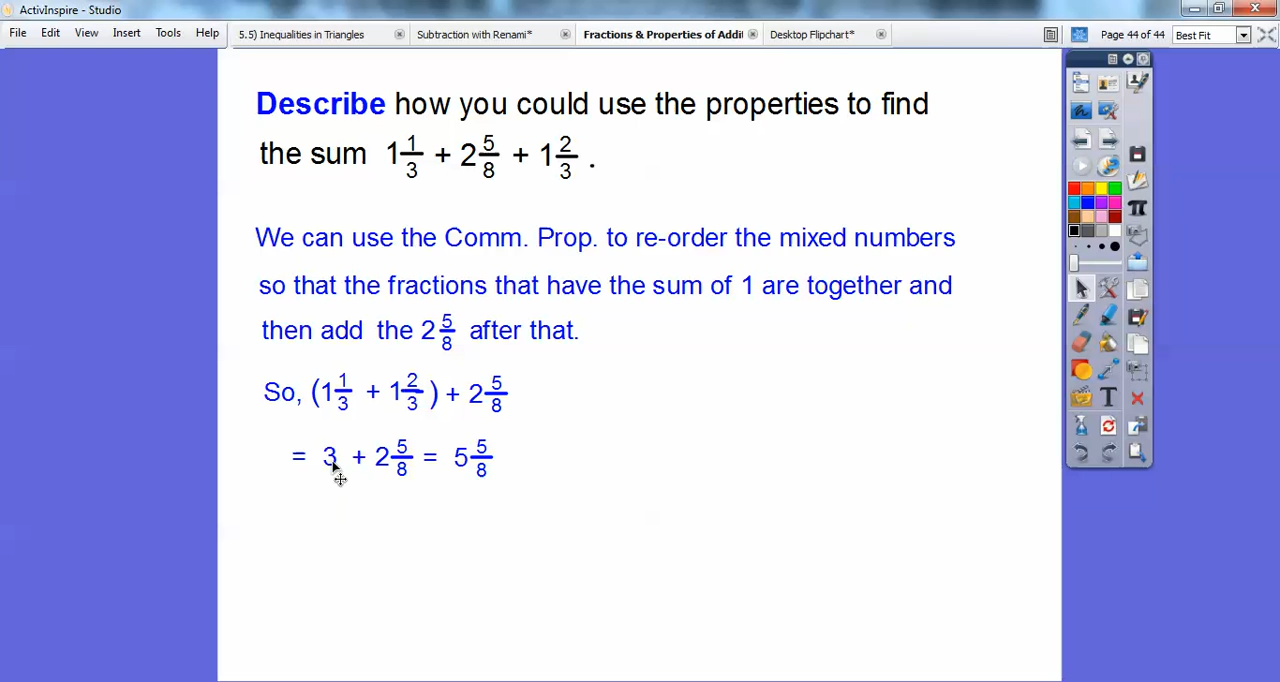 ActivInspire - Studio
File Edit View Insert Tools Help
5.5) Inequalities in Triangles
Subtraction with Renami*
Fractions & Properties of Addit
Desktop Flipchart*
Page 44 of 44
Best Fit
Describe how you could use the properties to find
the sum 1 1/3 + 2 5/8 + 1 2/3 .
We can use the Comm. Prop. to re-order the mixed numbers
so that the fractions that have the sum of 1 are together and
then add the 2 5/8 after that.
So, (1 1/3 + 1 2/3) + 2 5/8
= 3 + 2 5/8 = 5 5/8